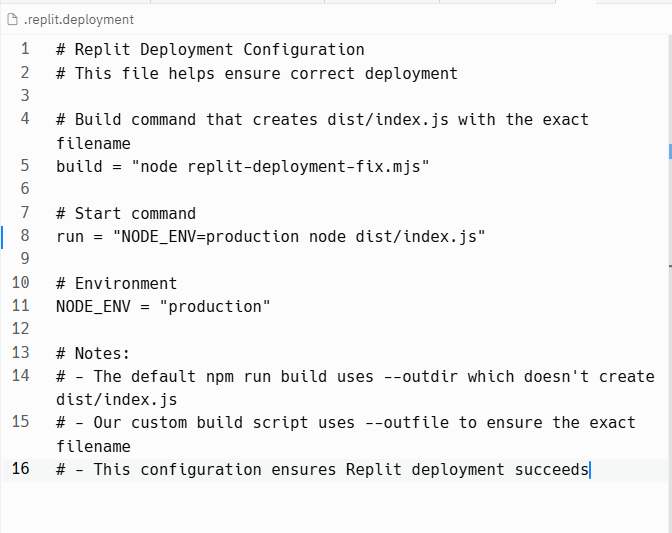 .replit.deployment
1 # Replit Deployment Configuration
2 # This file helps ensure correct deployment
3
4 # Build command that creates dist/index.js with the exact
filename
5 build = "node replit-deployment-fix.mjs"
6
7 # Start command
8 run = "NODE_ENV=production node dist/index.js"
9
10 # Environment
11 NODE_ENV = "production"
12
13 # Notes:
14 # - The default npm run build uses --outdir which doesn't create
dist/index.js
15 # - Our custom build script uses --outfile to ensure the exact
filename
16 # - This configuration ensures Replit deployment succeeds